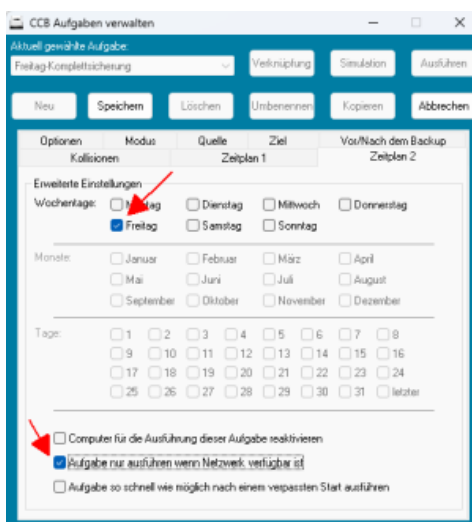 CCB Aufgaben verwalten
Aktuell gewählte Aufgabe:
Freitag-Komplettsicherung
Verknüpfung Simulation Ausführen
Neu Speichern Löschen Umbenennen Kopieren Abbrechen
Optionen Modus Quelle Ziel Vor/Nach dem Backup
Kollisionen Zeitplan 1 Zeitplan 2
Erweiterte Einstellungen
Wochentage: Dienstag Mittwoch Donnerstag
Freitag Samstag Sonntag
Monate: Januar Februar März April
Mai Juni Juli August
September Oktober November Dezember
Tage: 1 2 3 4 5 6 7 8
9 10 11 12 13 14 15 16
17 18 19 20 21 22 23 24
25 26 27 28 29 30 31 letzter
Computer für die Ausführung dieser Aufgabe reaktivieren
Aufgabe nur ausführen wenn Netzwerk verfügbar ist
Aufgabe so schnell wie möglich nach einem verpassten Start ausführen